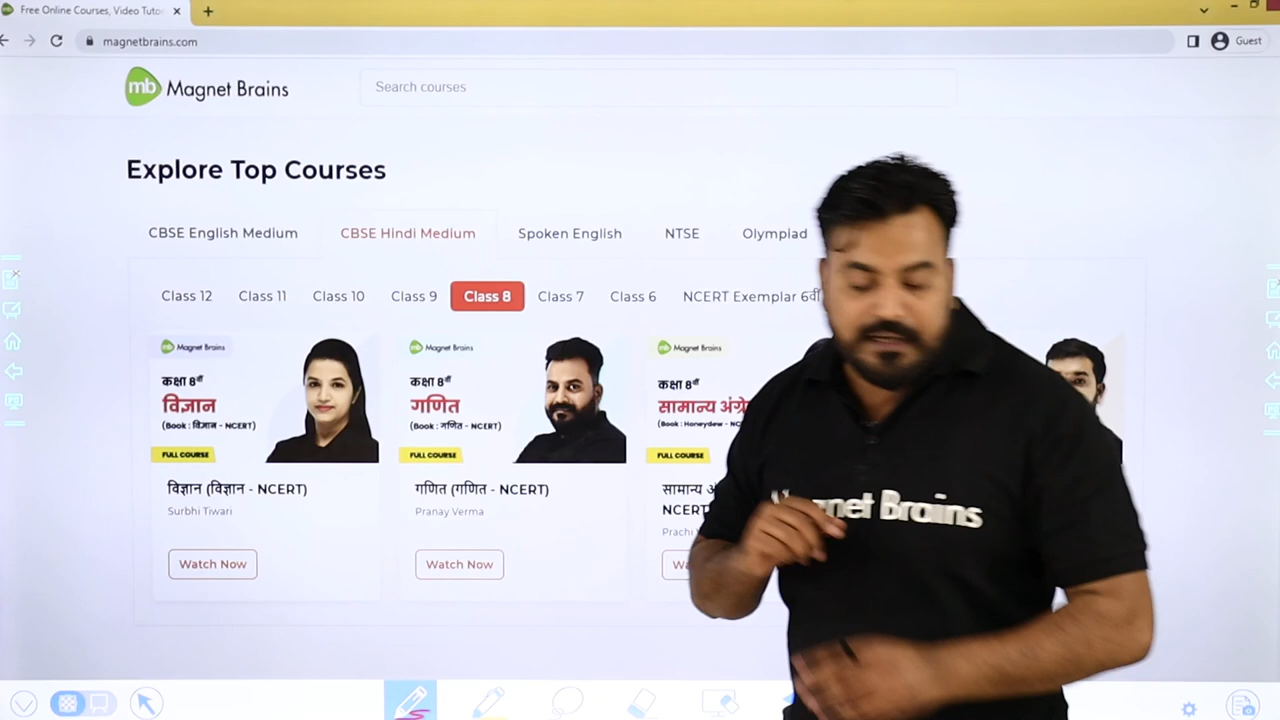 Free Online Courses, Video Tuto
magnetbrains.com
Guest
mb Magnet Brains
Search courses
Explore Top Courses
CBSE English Medium
CBSE Hindi Medium
Spoken English
NTSE
Olympiad
Class 12
Class 11
Class 10
Class 9
Class 8
Class 7
Class 6
NCERT Exemplar 6वीं
Magnet Brains
कक्षा 8वीं
विज्ञान
(Book : विज्ञान - NCERT)
FULL COURSE
विज्ञान (विज्ञान - NCERT)
Surbhi Tiwari
Watch Now
Magnet Brains
कक्षा 8वीं
गणित
(Book : गणित - NCERT)
FULL COURSE
गणित (गणित - NCERT)
Pranay Verma
Watch Now
Magnet Brains
कक्षा 8वीं
सामान्य
(Book : Honeydew -
FULL COURSE
सामान्य
NCERT
Prachi
Brains